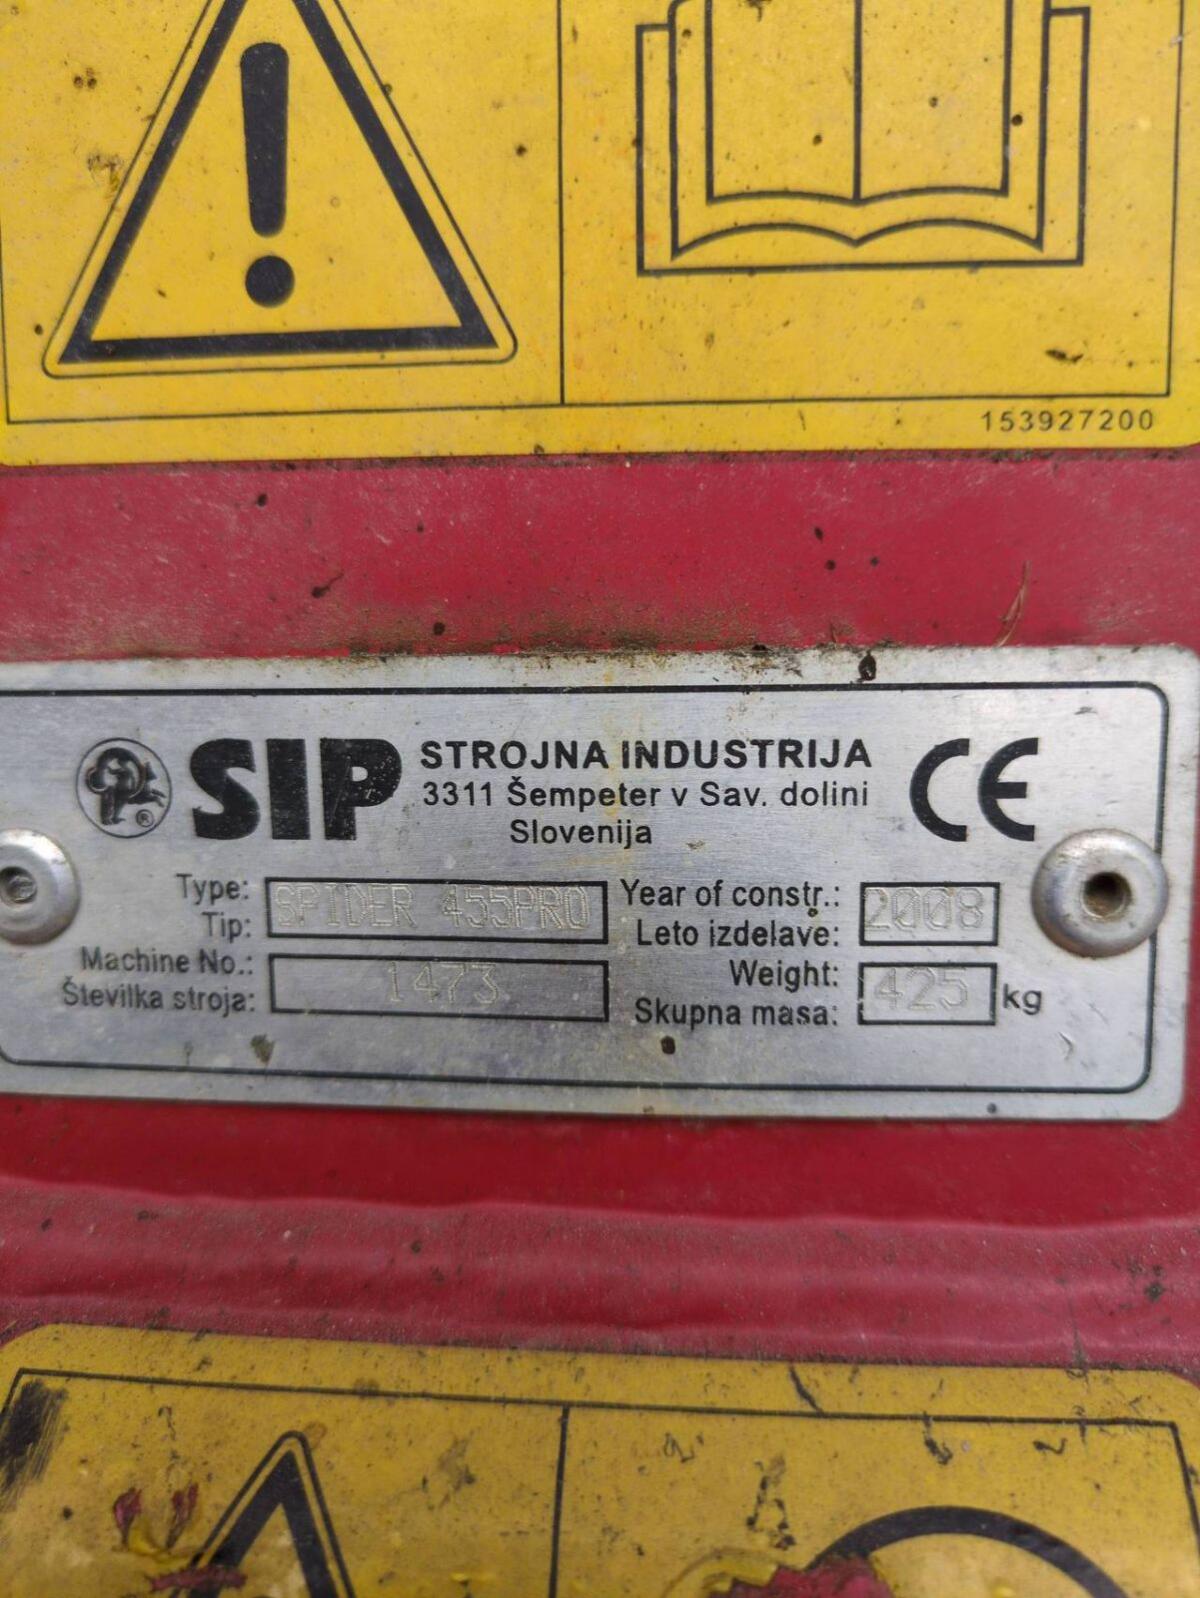 153927200
SIP STROJNA INDUSTRIJA CE
3311 Šempeter v Sav. dolini
Slovenija
®
Type: SPIDER 455PRO Year of constr.: 2008
Tip: Leto izdelave:
Machine No.: 1473 Weight: 425 kg
Številka stroja: Skupna masa: